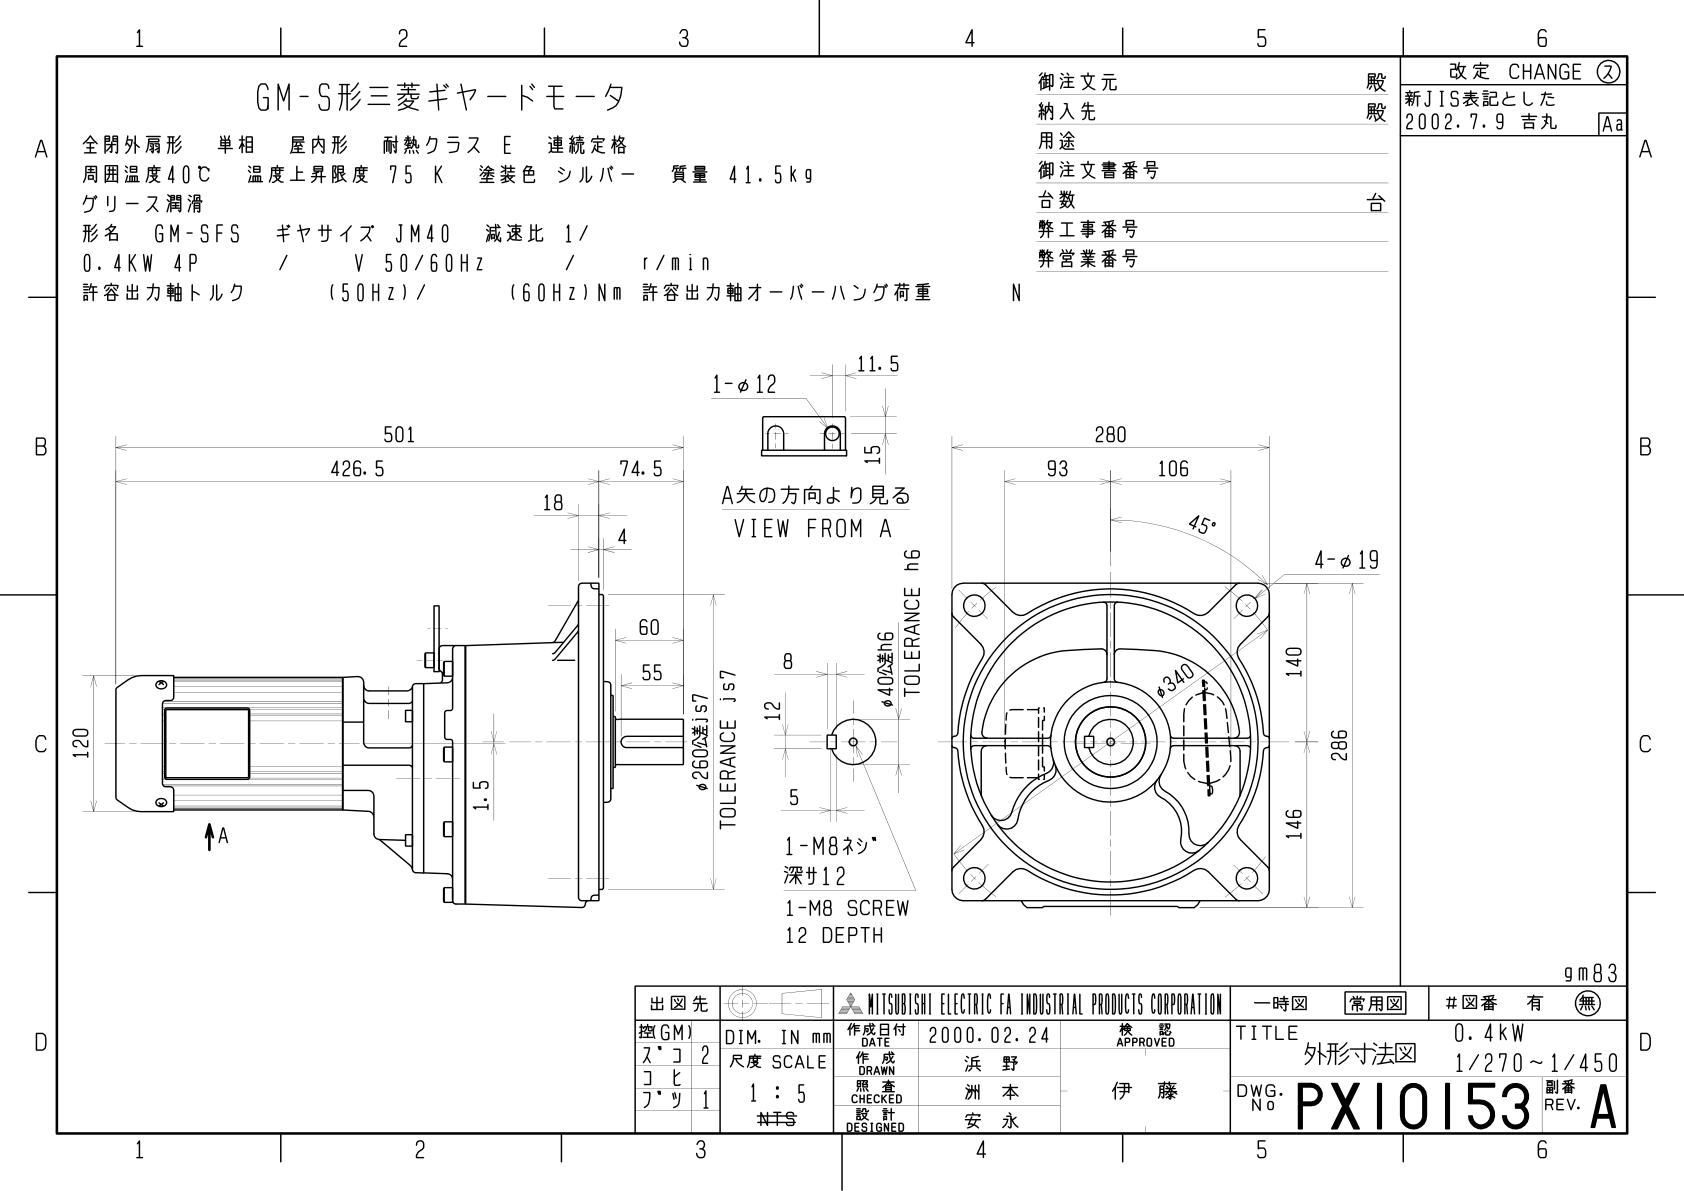 1 2 3 4 5 6
改定 CHANGE ス
新JIS表記とした
2002.7.9 吉丸 Aa
GM-S形三菱ギヤードモータ
全閉外扇形 単相 屋内形 耐熱クラス E 連続定格
周囲温度40℃ 温度上昇限度 75 K 塗装色 シルバー 質量 41.5kg
グリース潤滑
形名 GM-SFS ギヤサイズ JM40 減速比 1/
0.4KW 4P / V 50/60Hz / r/min
許容出力軸トルク (50Hz)/ (60Hz)Nm 許容出力軸オーバーハング荷重 N
御注文元 殿
納入先 殿
用途
御注文書番号
台数 台
弊工事番号
弊営業番号
A A
B B
C C
D D
1-φ12
11.5
15
A矢の方向より見る
VIEW FROM A
501
426.5 74.5
18
4
60
55
120
1.5
A
φ260公差js7
TOLERANCE js7
8
12
5
φ40公差h6
TOLERANCE h6
1-M8ネジ
深サ12
1-M8 SCREW
12 DEPTH
280
93 106
45°
4-φ19
φ340
140
146
286
gm83
出図先
控(GM)
ズコ 2
コヒ
ブツ 1
DIM. IN mm
尺度 SCALE
1 : 5
NTS
MITSUBISHI ELECTRIC FA INDUSTRIAL PRODUCTS CORPORATION
作成日付 DATE 2000.02.24
作成 DRAWN 浜野
照査 CHECKED 洲本
設計 DESIGNED 安永
検認 APPROVED
伊藤
一時図 常用図 #図番 有 無
TITLE
外形寸法図
0.4kW
1/270~1/450
DWG. No PX10153
副番 REV. A
1 2 3 4 5 6